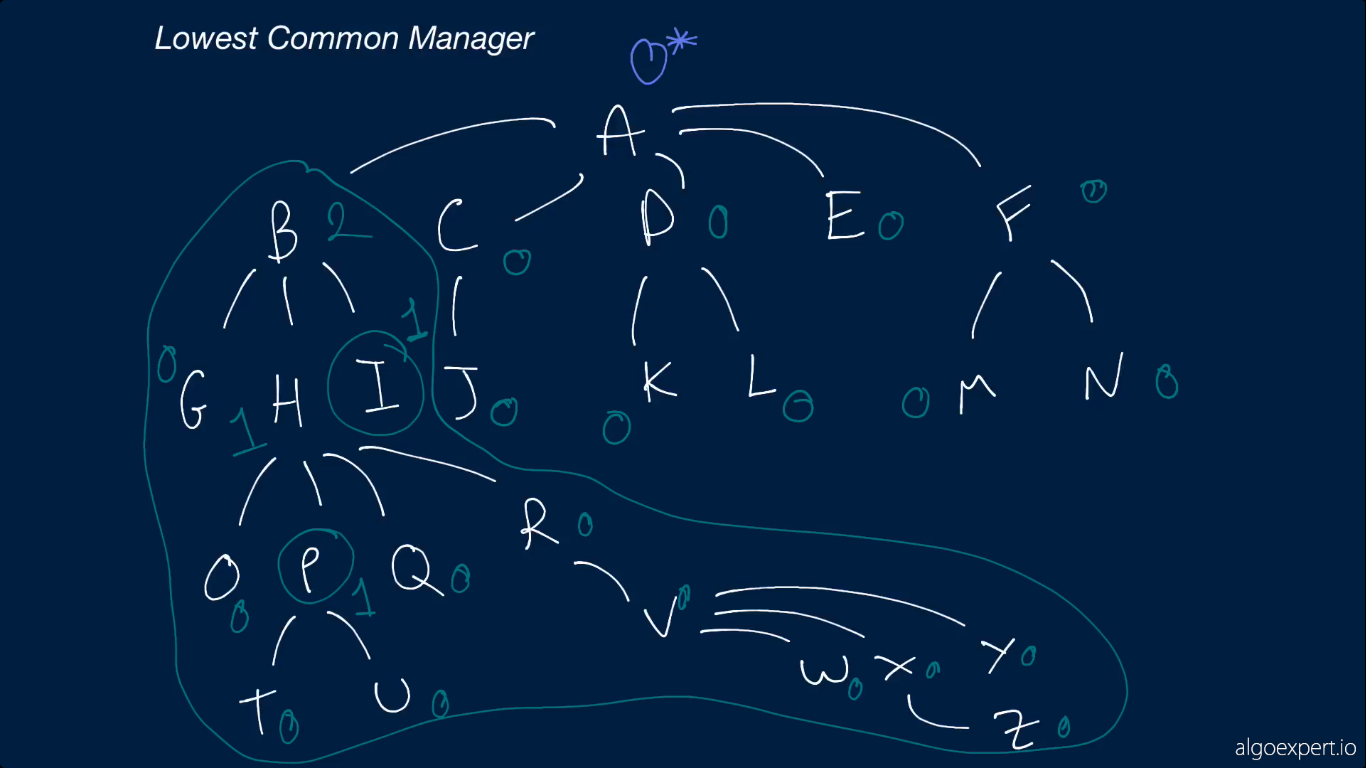 Lowest Common Manager
O*
A
B 2 C D 0 E 0 F 0
0
0 G H I 1 J 0 K L 0 0 M N 0
1 0
R 0
O P Q 0
0 1 V 0
W 0 X 0 Y 0
T 0 U 0 Z 0
algoexpert.io